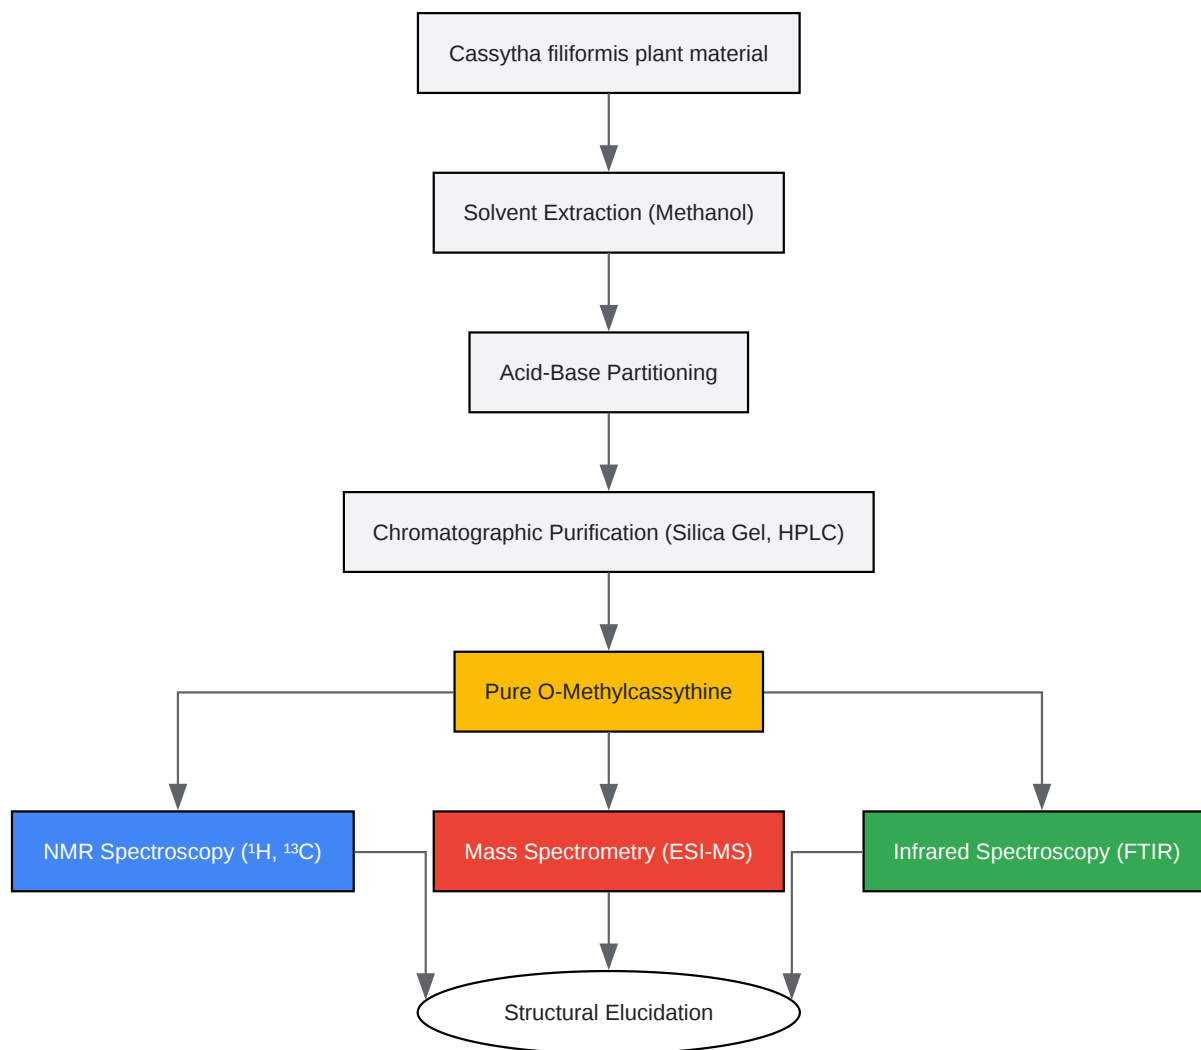 Cassytha filiformis plant material
Solvent Extraction (Methanol)
Acid-Base Partitioning
Chromatographic Purification (Silica Gel, HPLC)
Pure O-Methylcassythine
NMR Spectroscopy (¹H, ¹³C)
Mass Spectrometry (ESI-MS)
Infrared Spectroscopy (FTIR)
Structural Elucidation